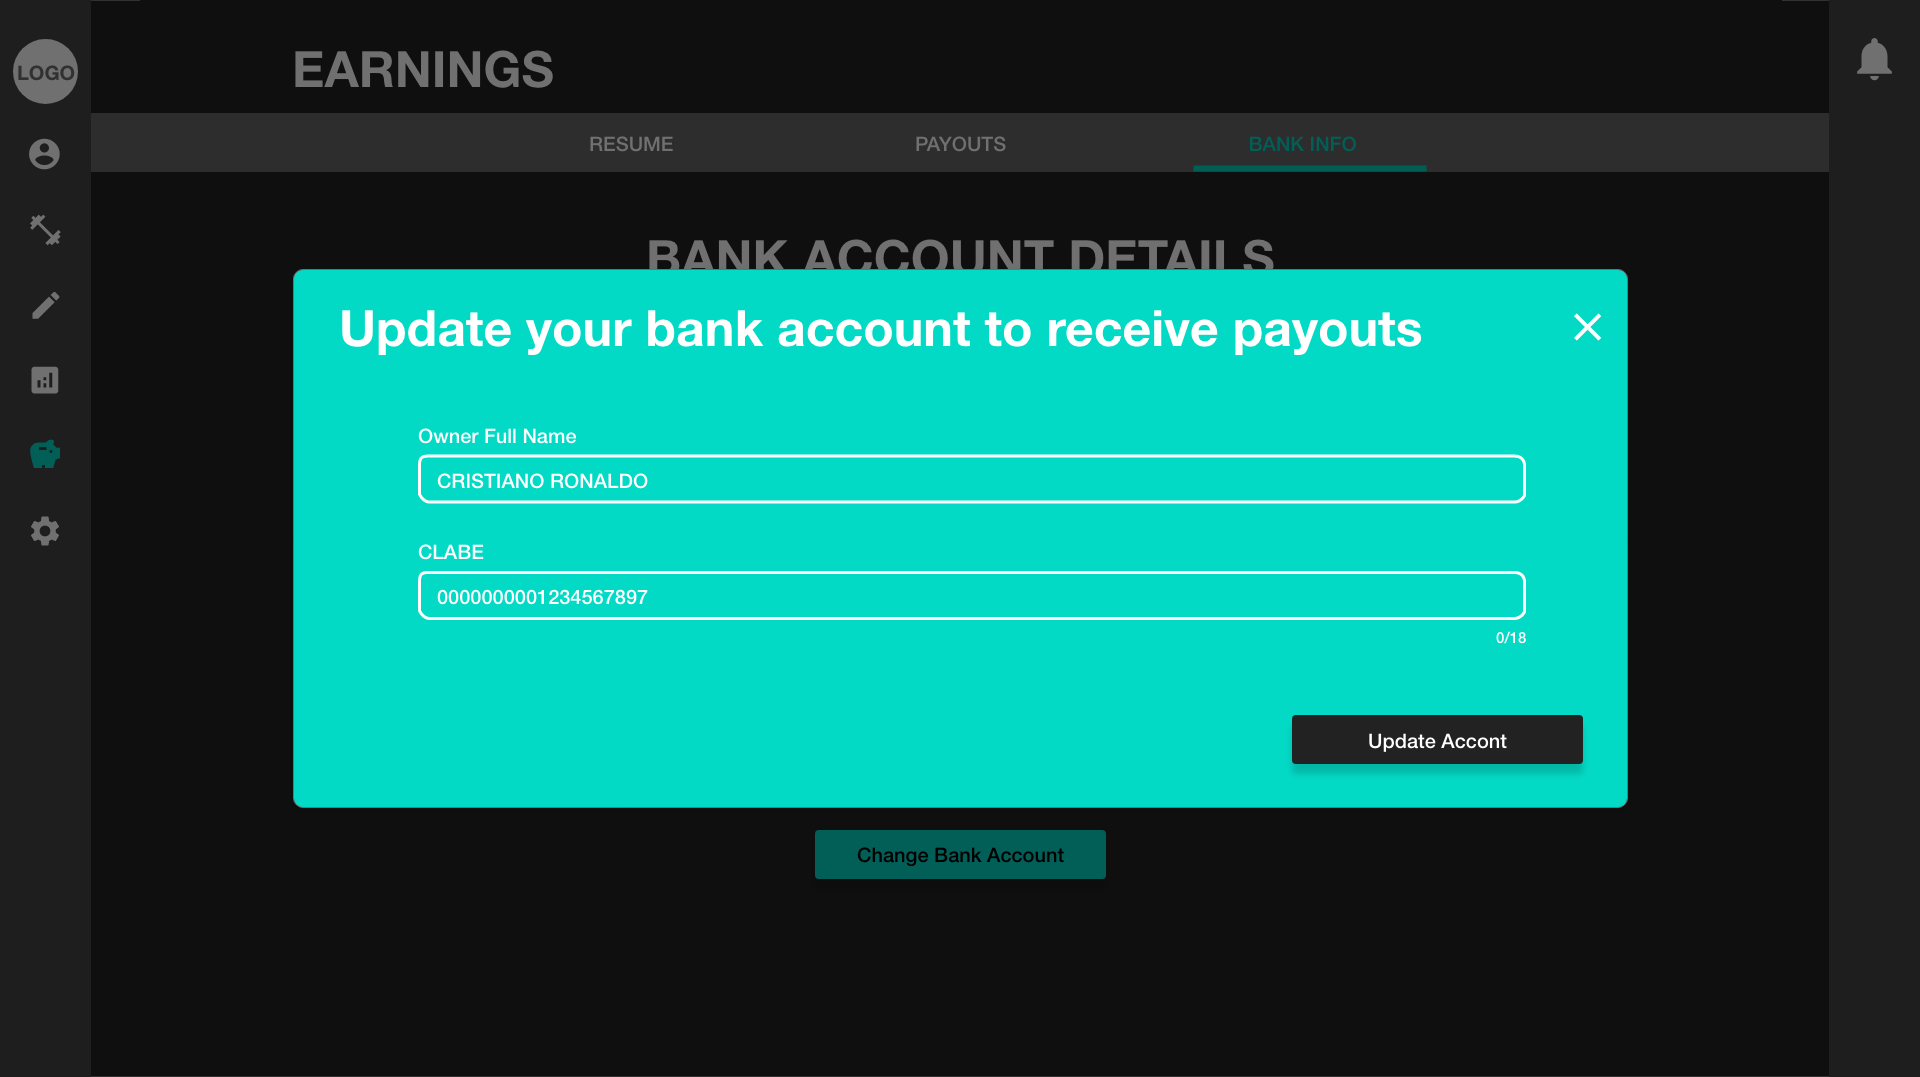 LOGO
EARNINGS
RESUME PAYOUTS BANK INFO
BANK ACCOUNT DETAILS
Update your bank account to receive payouts
Owner Full Name
CRISTIANO RONALDO
CLABE
0000000001234567897
0/18
Update Accont
Change Bank Account